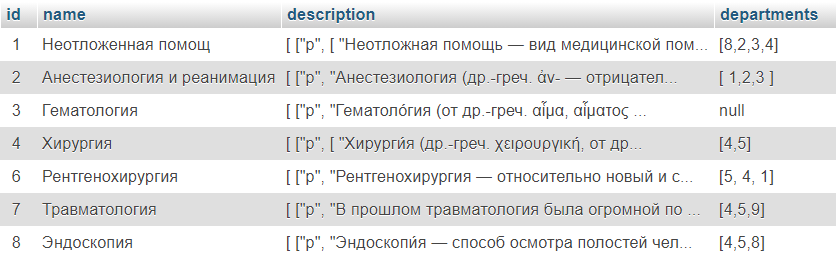 id name description departments
1 Неотложенная помощ [ ["p", [ "Неотложная помощь — вид медицинской пом... [8,2,3,4]
2 Анестезиология и реанимация [ ["p", "Анестезиология (др.-греч. ἀν- — отрицател... [ 1,2,3 ]
3 Гематология [ ["p", "Гематоло́гия (от др.-греч. αἷμα, αἷματος ... null
4 Хирургия [ ["p", [ "Хирурги́я (др.-греч. χειρουργική, от др... [4,5]
6 Рентгенохирургия [ ["p", "Рентгенохирургия — относительно новый и с... [5, 4, 1]
7 Травматология [ ["p", "В прошлом травматология была огромной по ... [4,5,9]
8 Эндоскопия [ ["p", "Эндоскопи́я — способ осмотра полостей чел... [4,5,8]